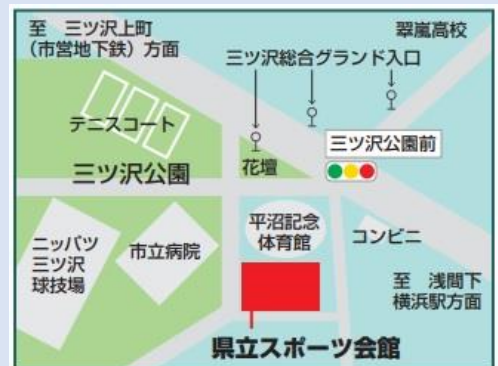 至 三ツ沢上町
(市営地下鉄)方面
翠嵐高校
三ツ沢総合グランド入口
テニスコート
三ツ沢公園前
三ツ沢公園
花壇
平沼記念
体育館
コンビニ
ニッパツ
三ツ沢
球技場
市立病院
至 浅間下
横浜駅方面
県立スポーツ会館